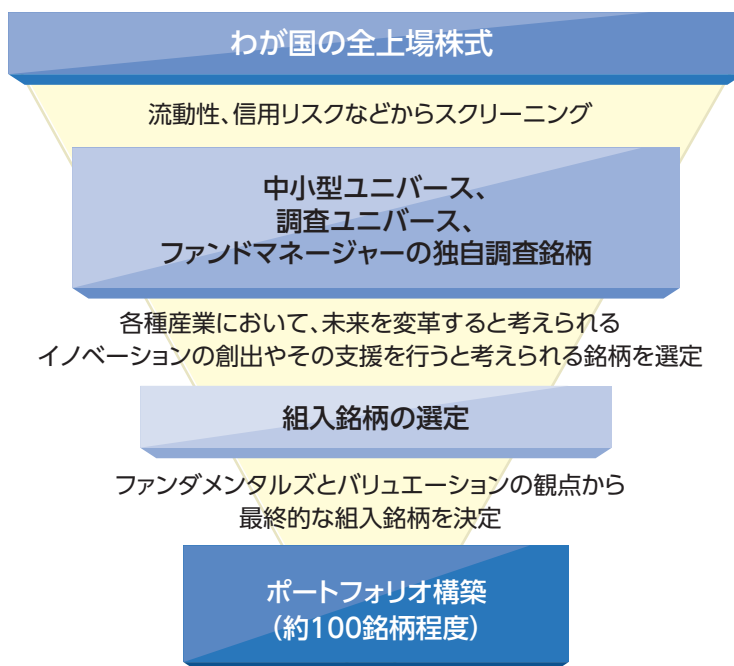 わが国の全上場株式
流動性、信用リスクなどからスクリーニング
中小型ユニバース、
調査ユニバース、
ファンドマネージャーの独自調査銘柄
各種産業において、未来を変革すると考えられる
イノベーションの創出やその支援を行うと考えられる銘柄を選定
組入銘柄の選定
ファンダメンタルズとバリュエーションの観点から
最終的な組入銘柄を決定
ポートフォリオ構築
（約100銘柄程度）